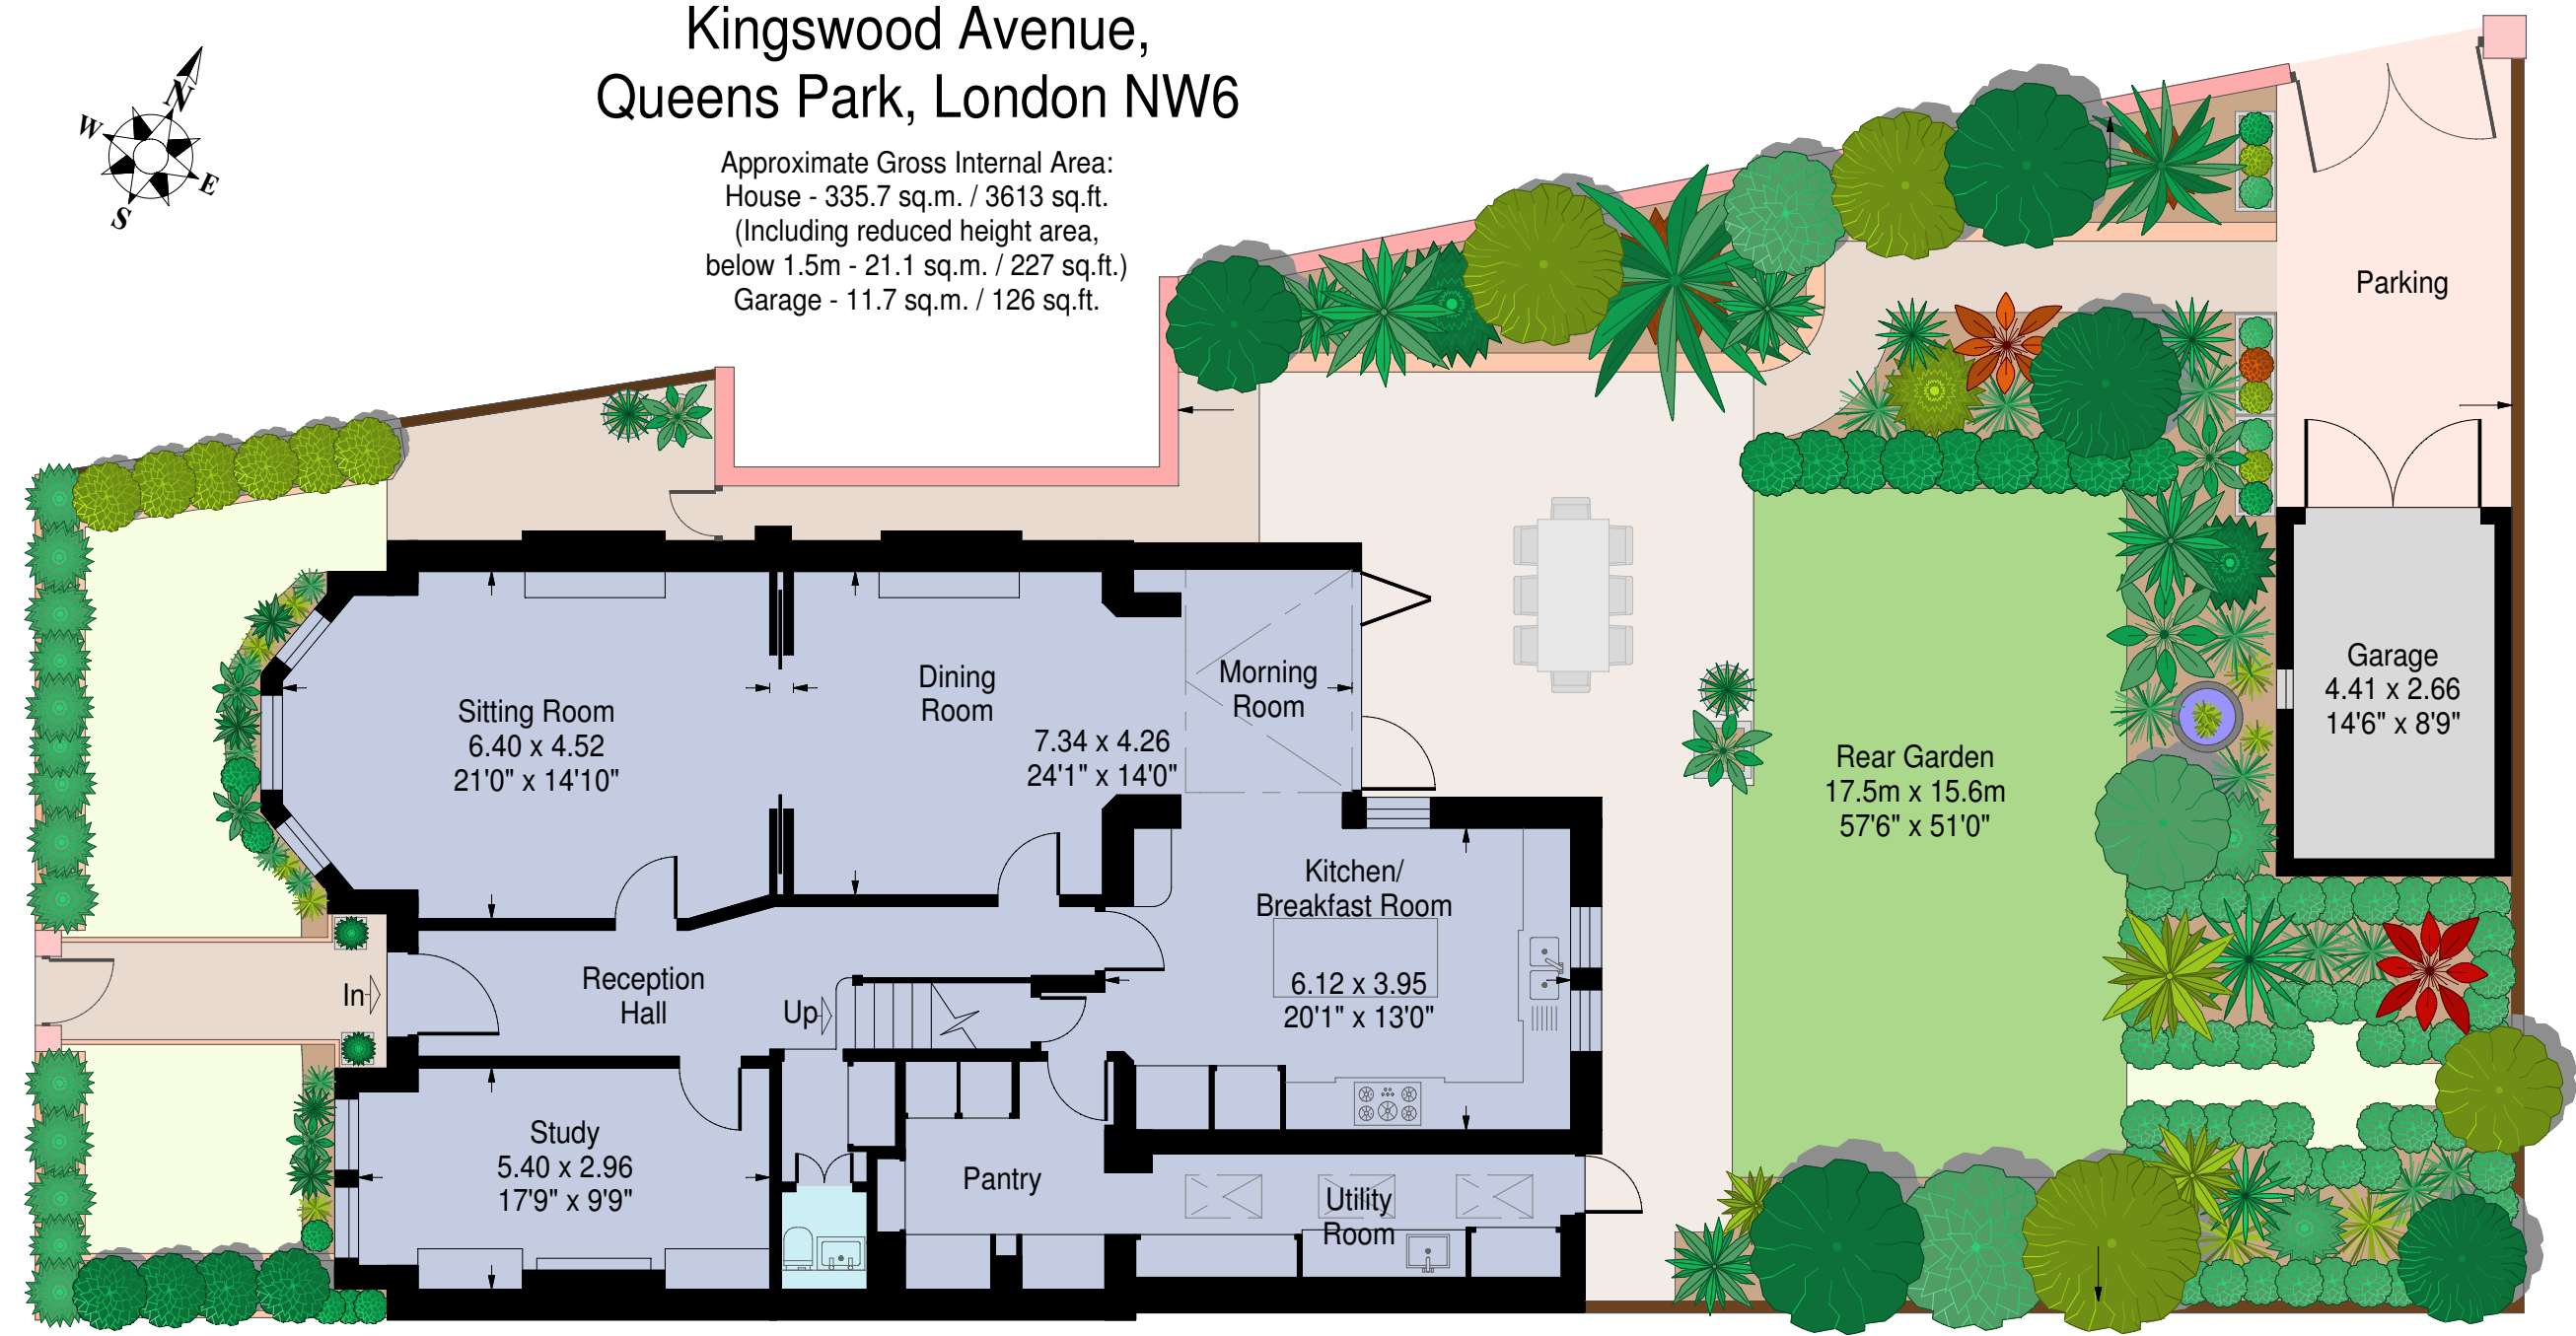 Kingswood Avenue,
Queens Park, London NW6
Approximate Gross Internal Area:
House - 335.7 sq.m. / 3613 sq.ft.
(Including reduced height area,
below 1.5m - 21.1 sq.m. / 227 sq.ft.)
Garage - 11.7 sq.m. / 126 sq.ft.
N
W
E
S
Parking
Garage
4.41 x 2.66
14'6" x 8'9"
Sitting Room
6.40 x 4.52
21'0" x 14'10"
Dining
Room
7.34 x 4.26
24'1" x 14'0"
Morning
Room
Rear Garden
17.5m x 15.6m
57'6" x 51'0"
Kitchen/
Breakfast Room
6.12 x 3.95
20'1" x 13'0"
Reception
Hall
In
Up
Study
5.40 x 2.96
17'9" x 9'9"
Pantry
Utility
Room